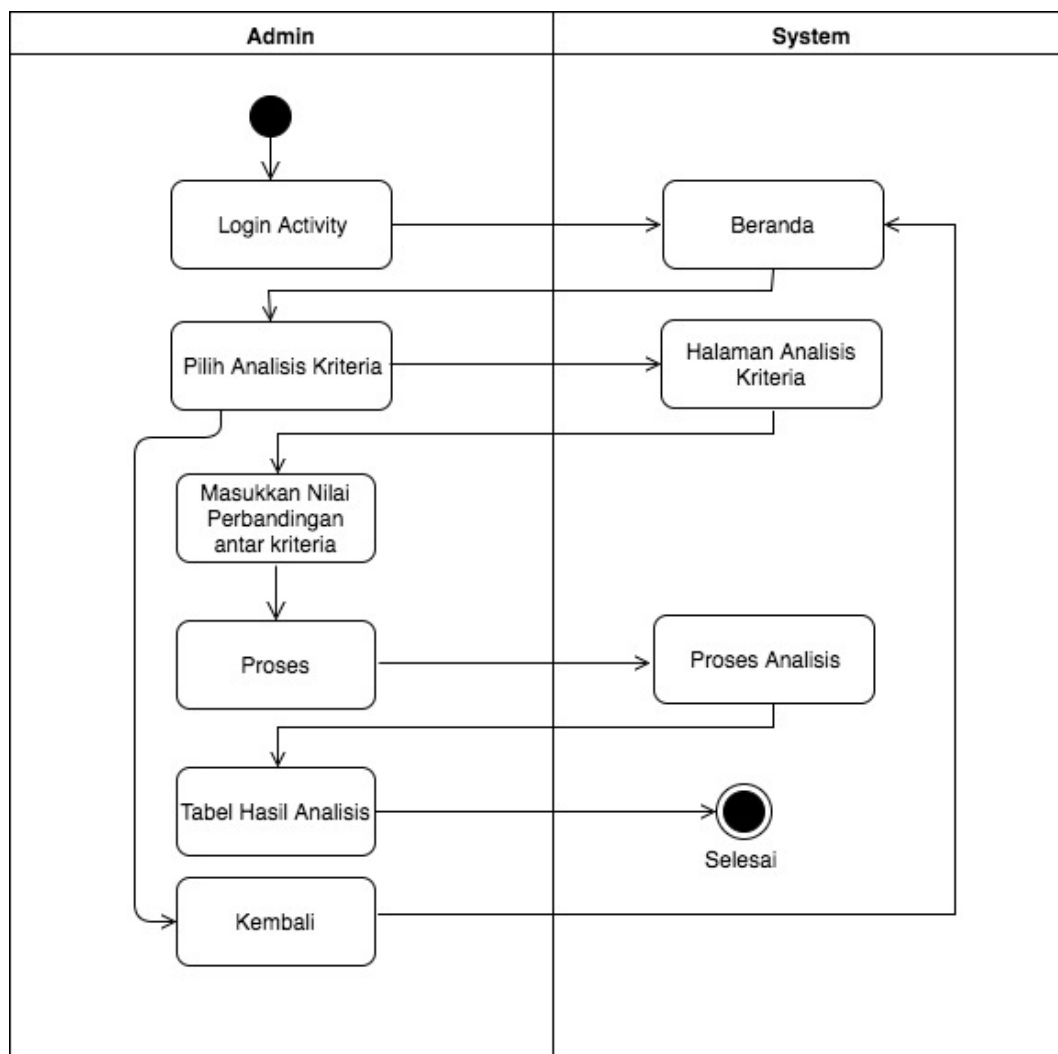 Admin
System
Login Activity
Beranda
Pilih Analisis Kriteria
Halaman Analisis
Kriteria
Masukkan Nilai
Perbandingan
antar kriteria
Proses
Proses Analisis
Tabel Hasil Analisis
Selesai
Kembali